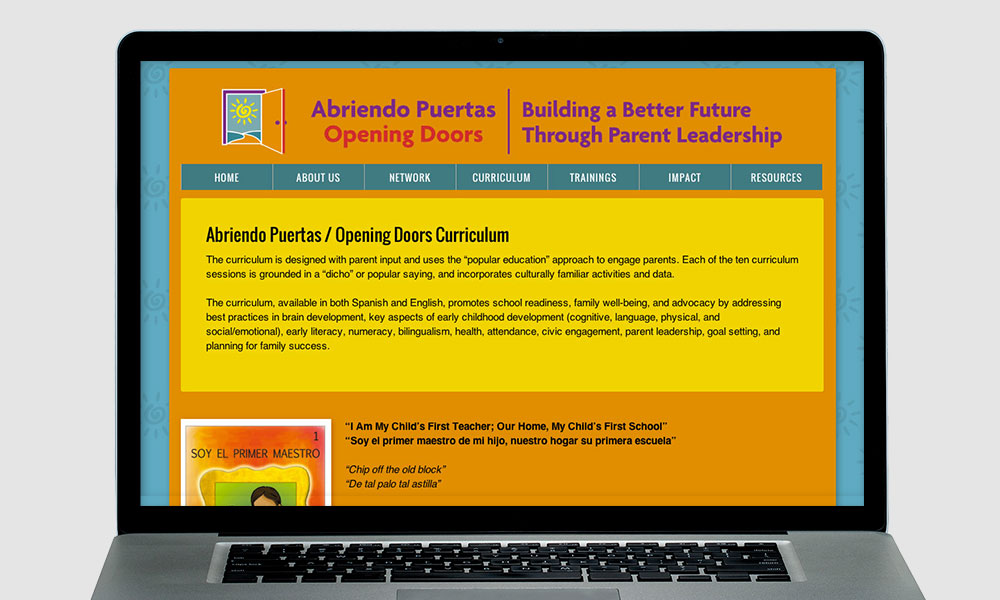 Abriendo Puertas
Opening Doors
Building a Better Future
Through Parent Leadership
HOME ABOUT US NETWORK CURRICULUM TRAININGS IMPACT RESOURCES
Abriendo Puertas / Opening Doors Curriculum
The curriculum is designed with parent input and uses the “popular education” approach to engage parents. Each of the ten curriculum
sessions is grounded in a “dicho” or popular saying, and incorporates culturally familiar activities and data.
The curriculum, available in both Spanish and English, promotes school readiness, family well-being, and advocacy by addressing
best practices in brain development, key aspects of early childhood development (cognitive, language, physical, and
social/emotional), early literacy, numeracy, bilingualism, health, attendance, civic engagement, parent leadership, goal setting, and
planning for family success.
1
SOY EL PRIMER MAESTRO
“I Am My Child’s First Teacher; Our Home, My Child’s First School”
“Soy el primer maestro de mi hijo, nuestro hogar su primera escuela”
“Chip off the old block”
“De tal palo tal astilla”